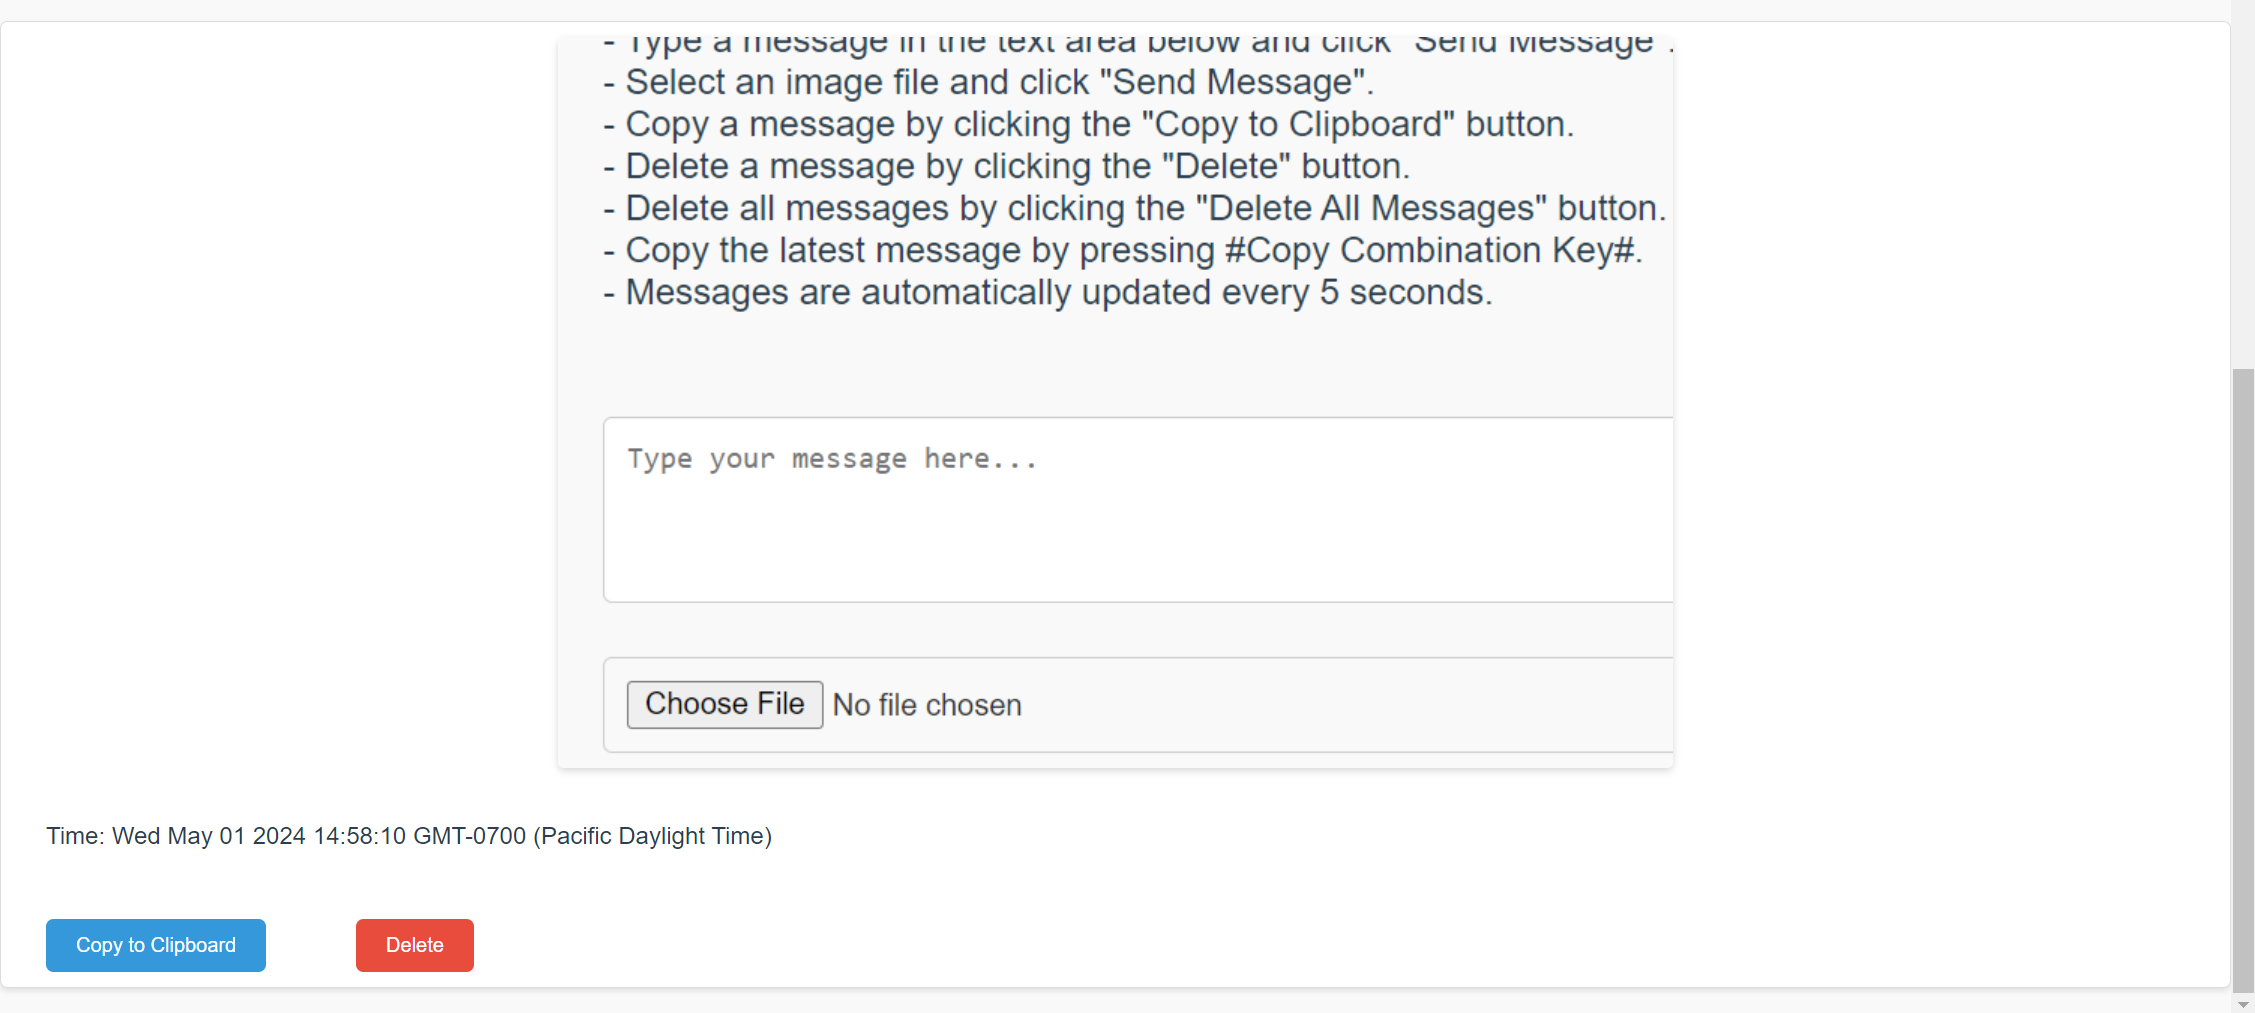 - Type a message in the text area below and click "Send Message".
- Select an image file and click "Send Message".
- Copy a message by clicking the "Copy to Clipboard" button.
- Delete a message by clicking the "Delete" button.
- Delete all messages by clicking the "Delete All Messages" button.
- Copy the latest message by pressing #Copy Combination Key#.
- Messages are automatically updated every 5 seconds.
Type your message here...
Choose File No file chosen
Time: Wed May 01 2024 14:58:10 GMT-0700 (Pacific Daylight Time)
Copy to Clipboard Delete